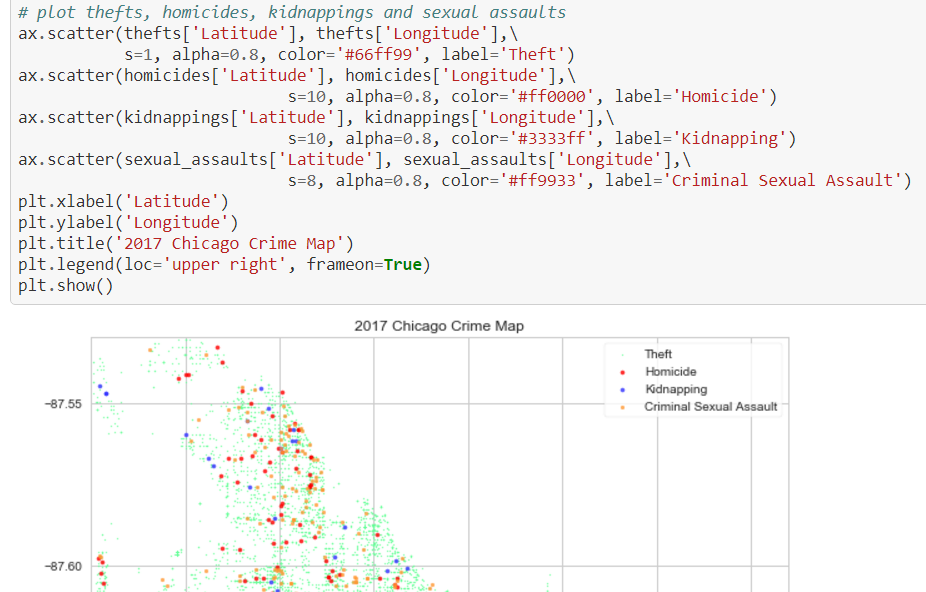 # plot thefts, homicides, kidnappings and sexual assaults
ax.scatter(thefts['Latitude'], thefts['Longitude'],\
s=1, alpha=0.8, color='#66ff99', label='Theft')
ax.scatter(homicides['Latitude'], homicides['Longitude'],\
s=10, alpha=0.8, color='#ff0000', label='Homicide')
ax.scatter(kidnappings['Latitude'], kidnappings['Longitude'],\
s=10, alpha=0.8, color='#3333ff', label='Kidnapping')
ax.scatter(sexual_assaults['Latitude'], sexual_assaults['Longitude'],\
s=8, alpha=0.8, color='#ff9933', label='Criminal Sexual Assault')
plt.xlabel('Latitude')
plt.ylabel('Longitude')
plt.title('2017 Chicago Crime Map')
plt.legend(loc='upper right', frameon=True)
plt.show()
2017 Chicago Crime Map
Theft
Homicide
Kidnapping
Criminal Sexual Assault
−87.55
−87.60